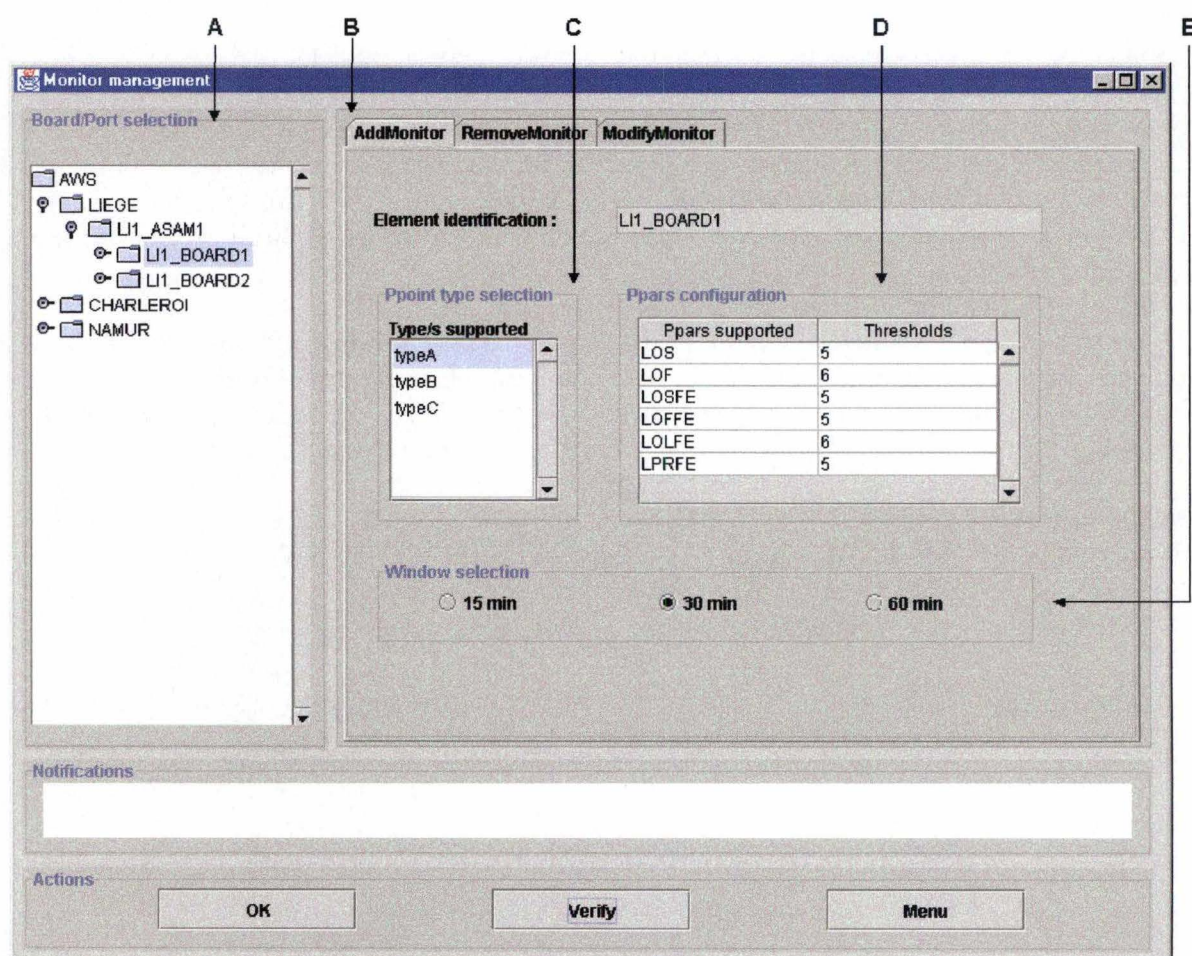 A B C D E
Monitor management
Board/Port selection
AddMonitor RemoveMonitor ModifyMonitor
AWS
LIEGE
LI1_ASAM1
LI1_BOARD1
LI1_BOARD2
CHARLEROI
NAMUR
Element identification : LI1_BOARD1
Ppoint type selection
Type/s supported
typeA
typeB
typeC
Ppars configuration
Ppars supported Thresholds
LOS 5
LOF 6
LOSFE 5
LOFFE 5
LOLFE 6
LPRFE 5
Window selection
15 min 30 min 60 min
Notifications
Actions
OK Verify Menu